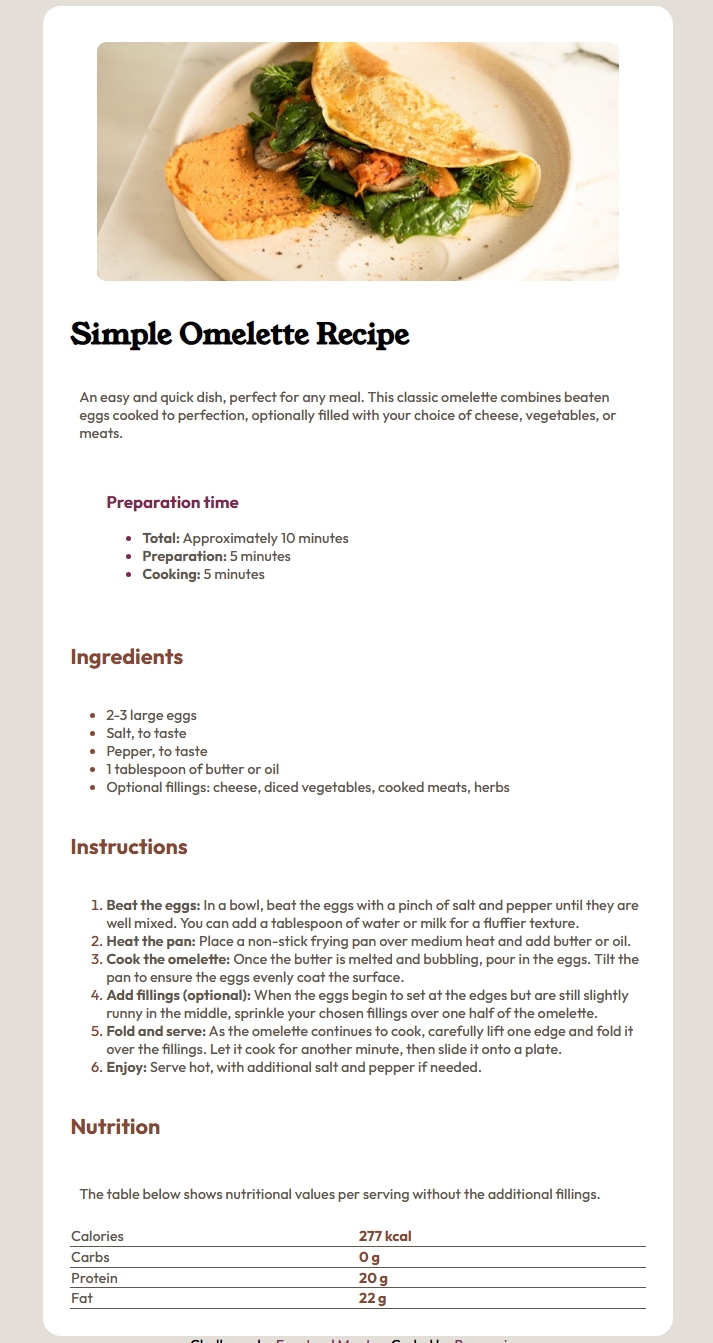 Simple Omelette Recipe
An easy and quick dish, perfect for any meal. This classic omelette combines beaten
eggs cooked to perfection, optionally filled with your choice of cheese, vegetables, or
meats.
Preparation time
• Total: Approximately 10 minutes
• Preparation: 5 minutes
• Cooking: 5 minutes
Ingredients
• 2-3 large eggs
• Salt, to taste
• Pepper, to taste
• 1 tablespoon of butter or oil
• Optional fillings: cheese, diced vegetables, cooked meats, herbs
Instructions
1. Beat the eggs: In a bowl, beat the eggs with a pinch of salt and pepper until they are
well mixed. You can add a tablespoon of water or milk for a fluffier texture.
2. Heat the pan: Place a non-stick frying pan over medium heat and add butter or oil.
3. Cook the omelette: Once the butter is melted and bubbling, pour in the eggs. Tilt the
pan to ensure the eggs evenly coat the surface.
4. Add fillings (optional): When the eggs begin to set at the edges but are still slightly
runny in the middle, sprinkle your chosen fillings over one half of the omelette.
5. Fold and serve: As the omelette continues to cook, carefully lift one edge and fold it
over the fillings. Let it cook for another minute, then slide it onto a plate.
6. Enjoy: Serve hot, with additional salt and pepper if needed.
Nutrition
The table below shows nutritional values per serving without the additional fillings.
Calories 277 kcal
Carbs 0 g
Protein 20 g
Fat 22 g